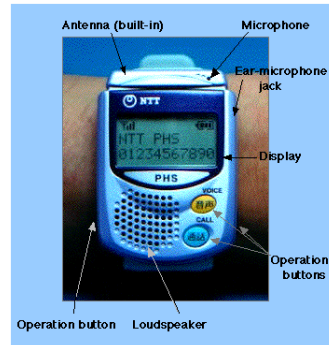 Antenna (built-in)
Microphone
Ear-microphone
jack
NTT
NTT PHS
01234567890
Display
PHS
VOICE
音声
CALL
通話
Operation
buttons
Operation button
Loudspeaker